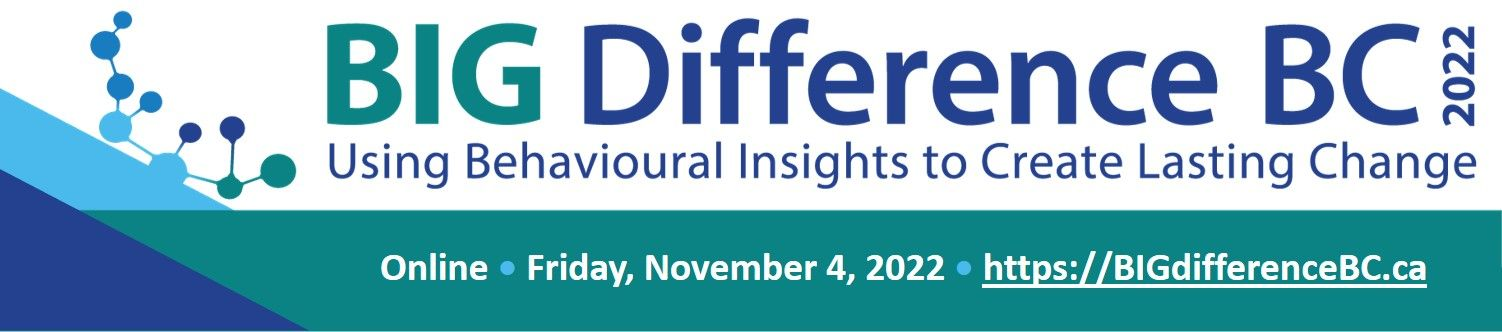 BIG Difference BC 2022
Using Behavioural Insights to Create Lasting Change
Online • Friday, November 4, 2022 • https://BIGdifferenceBC.ca